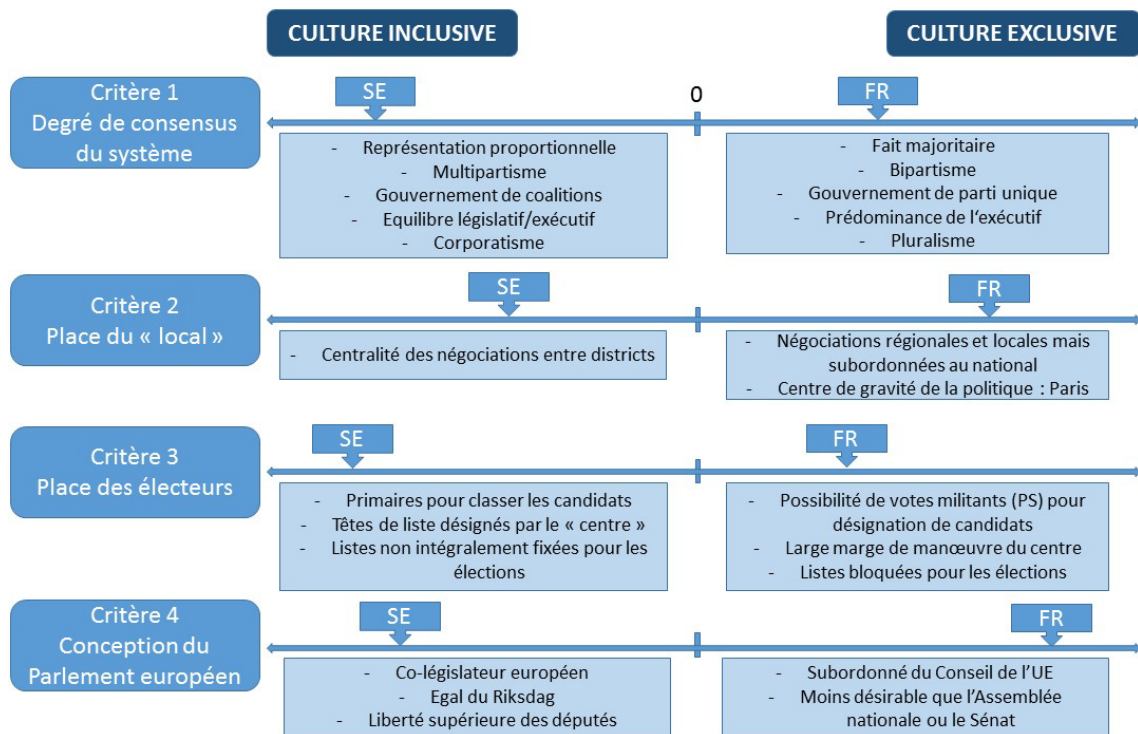 CULTURE INCLUSIVE
CULTURE EXCLUSIVE
Critère 1
Degré de consensus
du système
SE
0
FR
- Représentation proportionnelle
- Multipartisme
- Gouvernement de coalitions
- Equilibre législatif/exécutif
- Corporatisme
- Fait majoritaire
- Bipartisme
- Gouvernement de parti unique
- Prédominance de l'exécutif
- Pluralisme
Critère 2
Place du « local »
SE
FR
- Centralité des négociations entre districts
- Négociations régionales et locales mais
subordonnées au national
- Centre de gravité de la politique : Paris
Critère 3
Place des électeurs
SE
FR
- Primaires pour classer les candidats
- Têtes de liste désignés par le « centre »
- Listes non intégralement fixées pour les
élections
- Possibilité de votes militants (PS) pour
désignation de candidats
- Large marge de manœuvre du centre
- Listes bloquées pour les élections
Critère 4
Conception du
Parlement européen
SE
FR
- Co-législateur européen
- Egal du Riksdag
- Liberté supérieure des députés
- Subordonné du Conseil de l'UE
- Moins désirable que l'Assemblée
nationale ou le Sénat